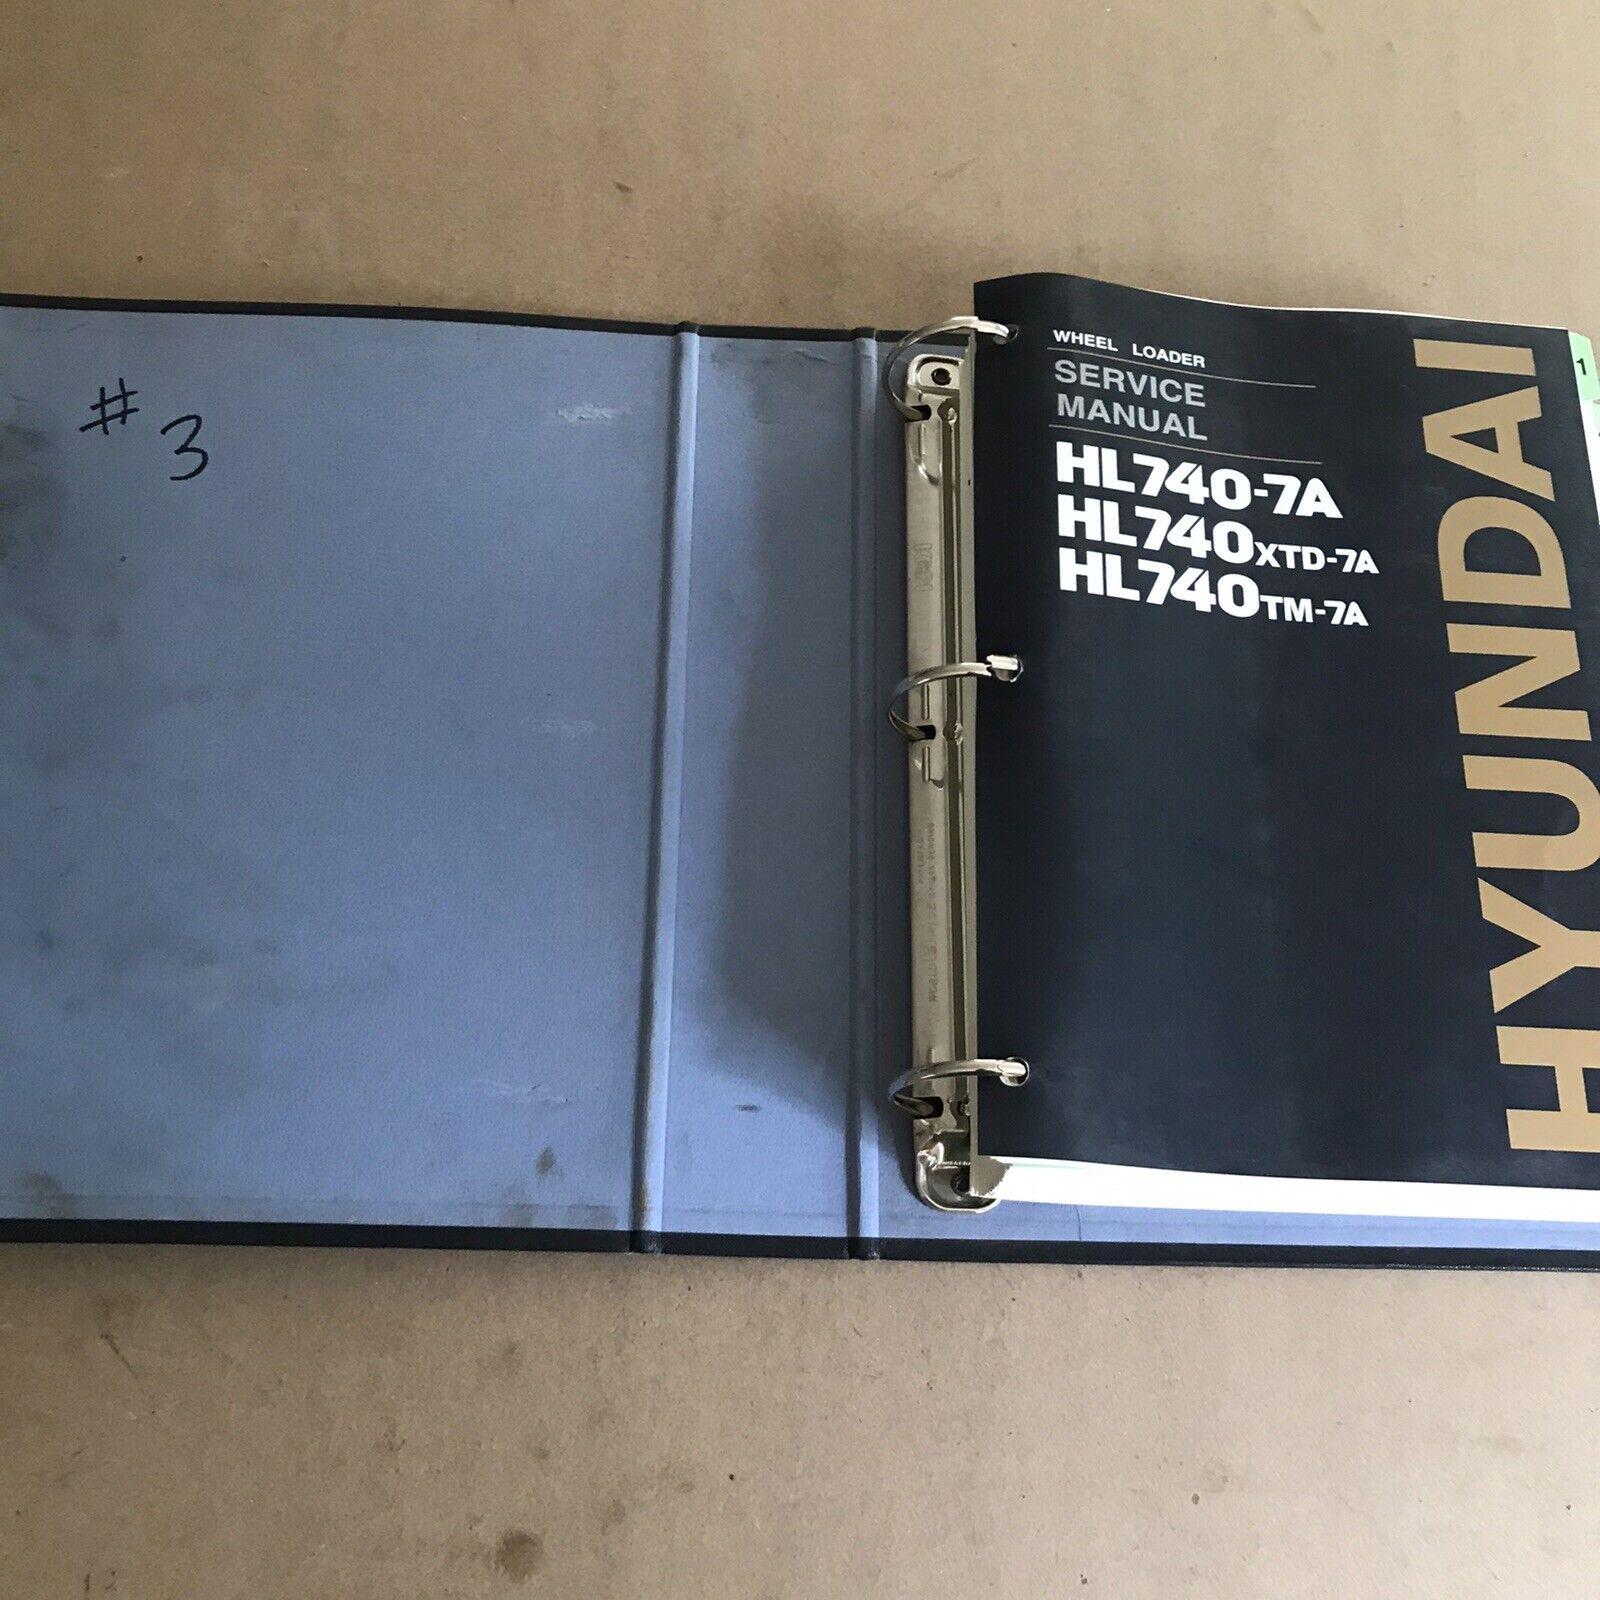 # 3
WHEEL LOADER
SERVICE
MANUAL
HL740-7A
HL740XTD-7A
HL740TM-7A
HYUNDAI
1